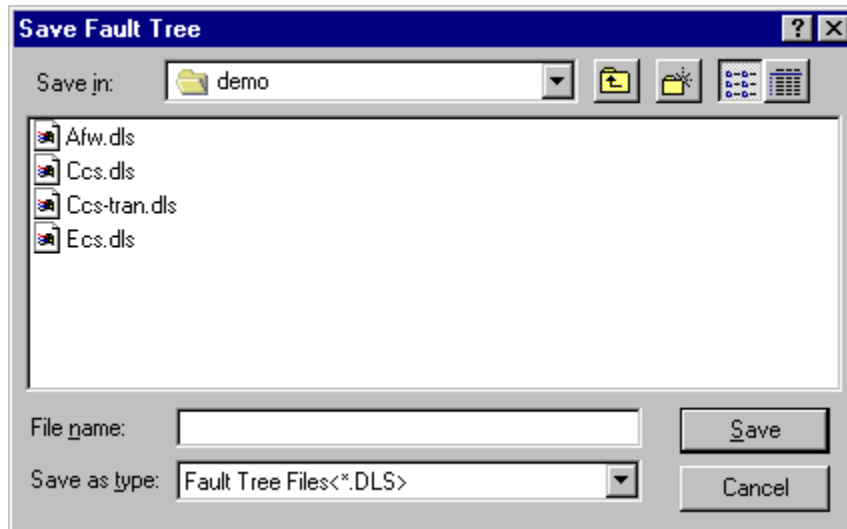 Save Fault Tree
Save in: demo
Afw.dls
Ccs.dls
Ccs-tran.dls
Ecs.dls
File name: Save
Save as type: Fault Tree Files<*.DLS> Cancel